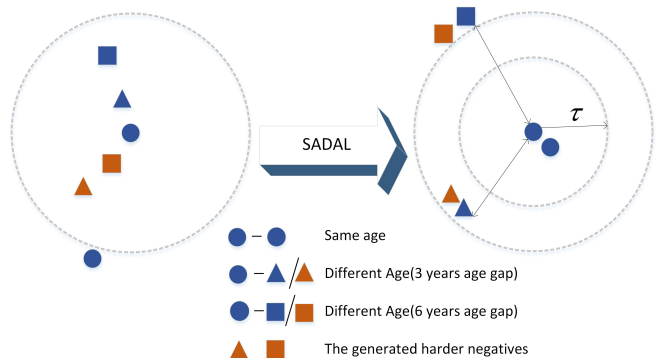 τ
SADAL
Same age
Different Age(3 years age gap)
Different Age(6 years age gap)
The generated harder negatives